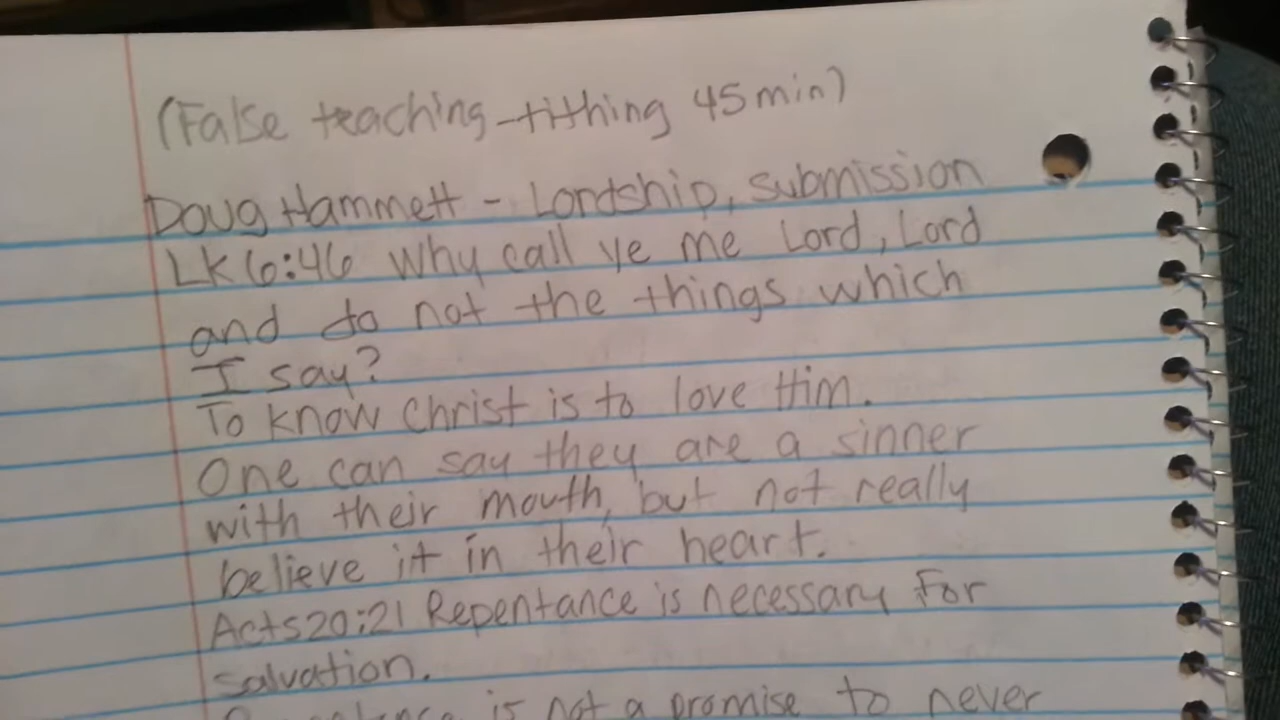 (False teaching-tithing 45min)
Doug Hammett - Lordship, submission
LK 6:46 Why call ye me Lord, Lord
and do not the things which
I say?
To know Christ is to love Him.
One can say they are a sinner
with their mouth, but not really
believe it in their heart.
Acts 20:21 Repentance is necessary for
salvation.
Repentance is not a promise to never